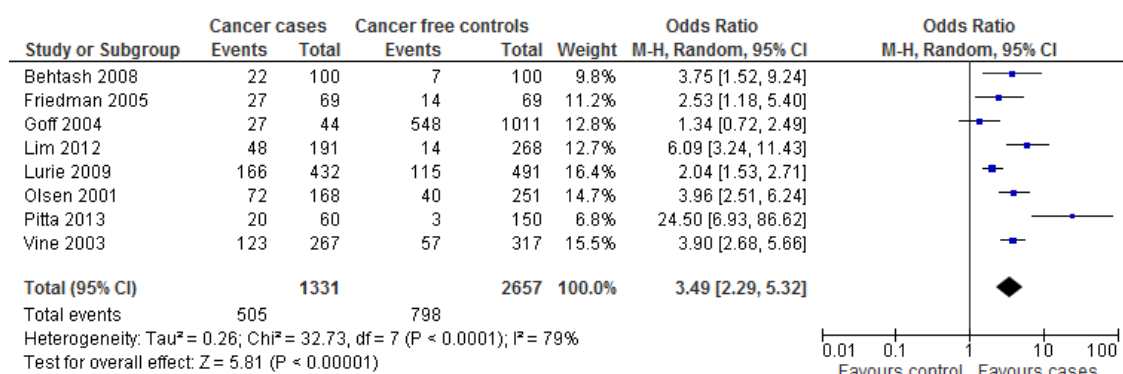 Cancer cases Cancer free controls Odds Ratio Odds Ratio
Study or Subgroup Events Total Events Total Weight M-H, Random, 95% CI M-H, Random, 95% CI
Behtash 2008 22 100 7 100 9.8% 3.75 [1.52, 9.24]
Friedman 2005 27 69 14 69 11.2% 2.53 [1.18, 5.40]
Goff 2004 27 44 548 1011 12.8% 1.34 [0.72, 2.49]
Lim 2012 48 191 14 268 12.7% 6.09 [3.24, 11.43]
Lurie 2009 166 432 115 491 16.4% 2.04 [1.53, 2.71]
Olsen 2001 72 168 40 251 15.0% 3.96 [2.51, 6.24]
Pitta 2013 20 60 3 150 6.8% 24.50 [6.93, 86.62]
Vine 2003 123 267 57 317 15.5% 3.90 [2.68, 5.66]
Total (95% CI) 1331 2657 100.0% 3.49 [2.29, 5.32]
Total events 505 798
Heterogeneity: Tau² = 0.26; Chi² = 32.73, df = 7 (P < 0.0001); I² = 79%
Test for overall effect: Z = 5.81 (P < 0.00001)
0.01 0.1 1 10 100
Favours control Favours cases